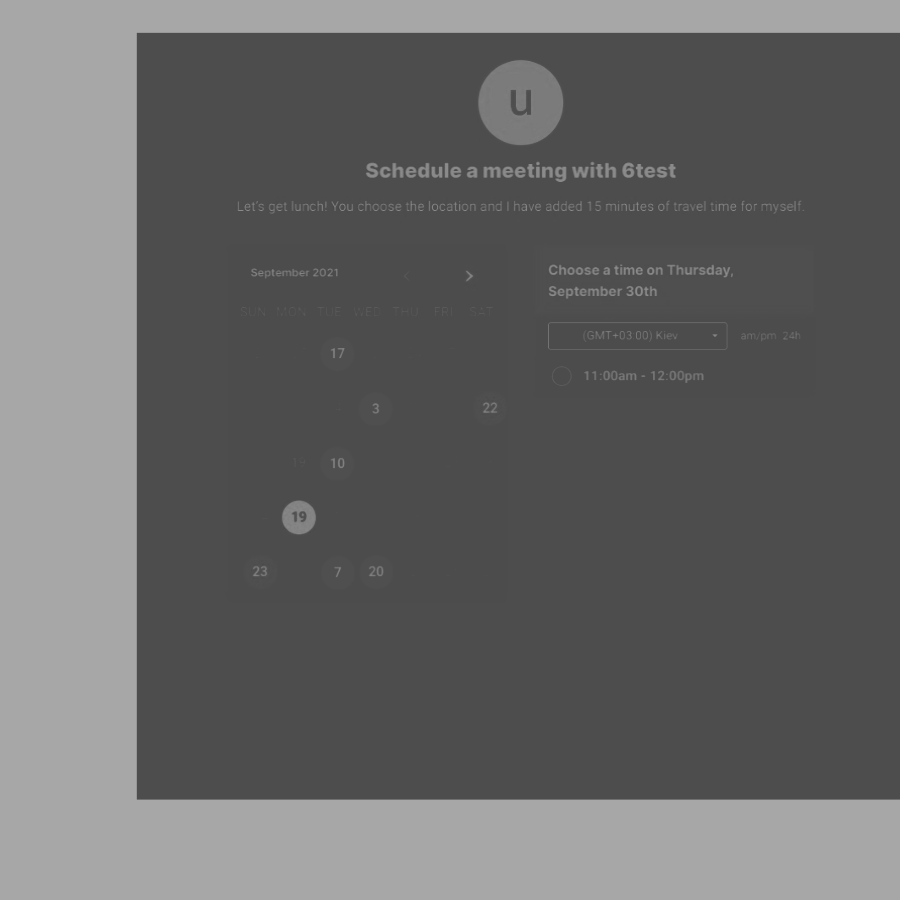 u
Schedule a meeting with 6test
Let's get lunch! You choose the location and I have added 15 minutes of travel time for myself.
September 2021
SUN MON TUE WED THU FRI SAT
17
3 22
10
19
23 7 20
Choose a time on Thursday,
September 30th
(GMT+03:00) Kiev am/pm 24h
11:00am - 12:00pm